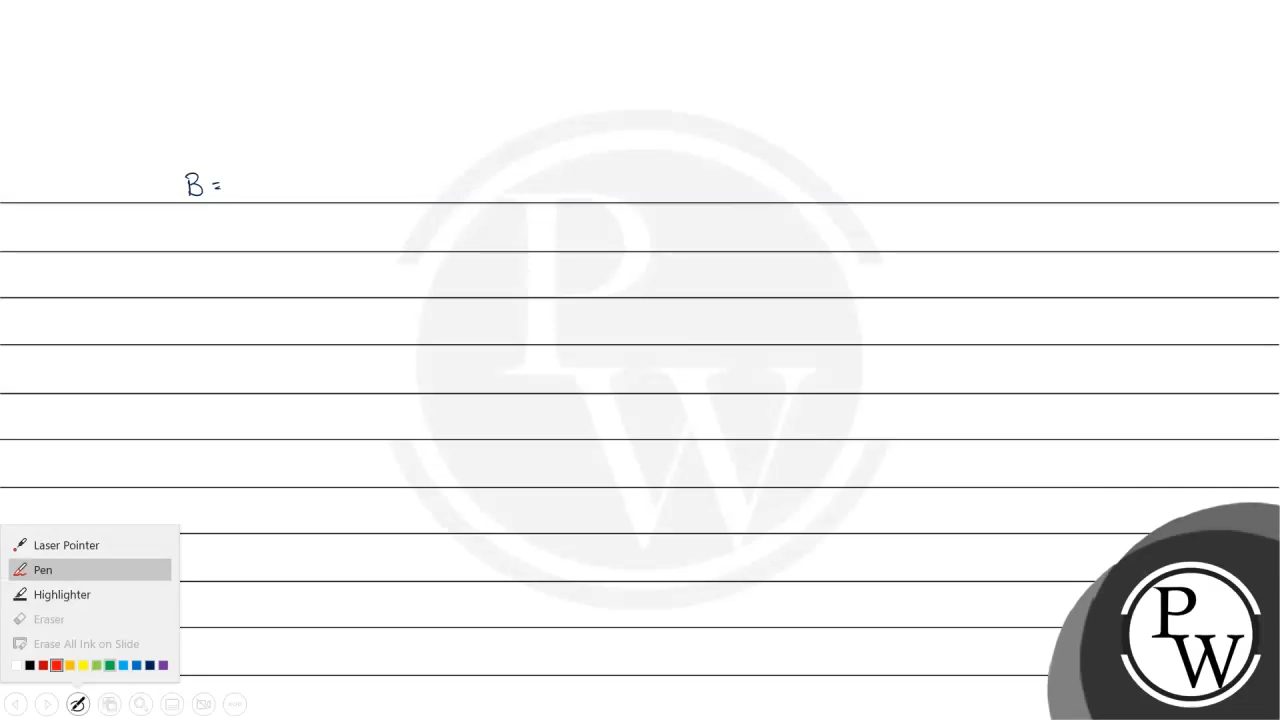 B =
P
W
Laser Pointer
Pen
Highlighter
Eraser
Erase All Ink on Slide
P
W